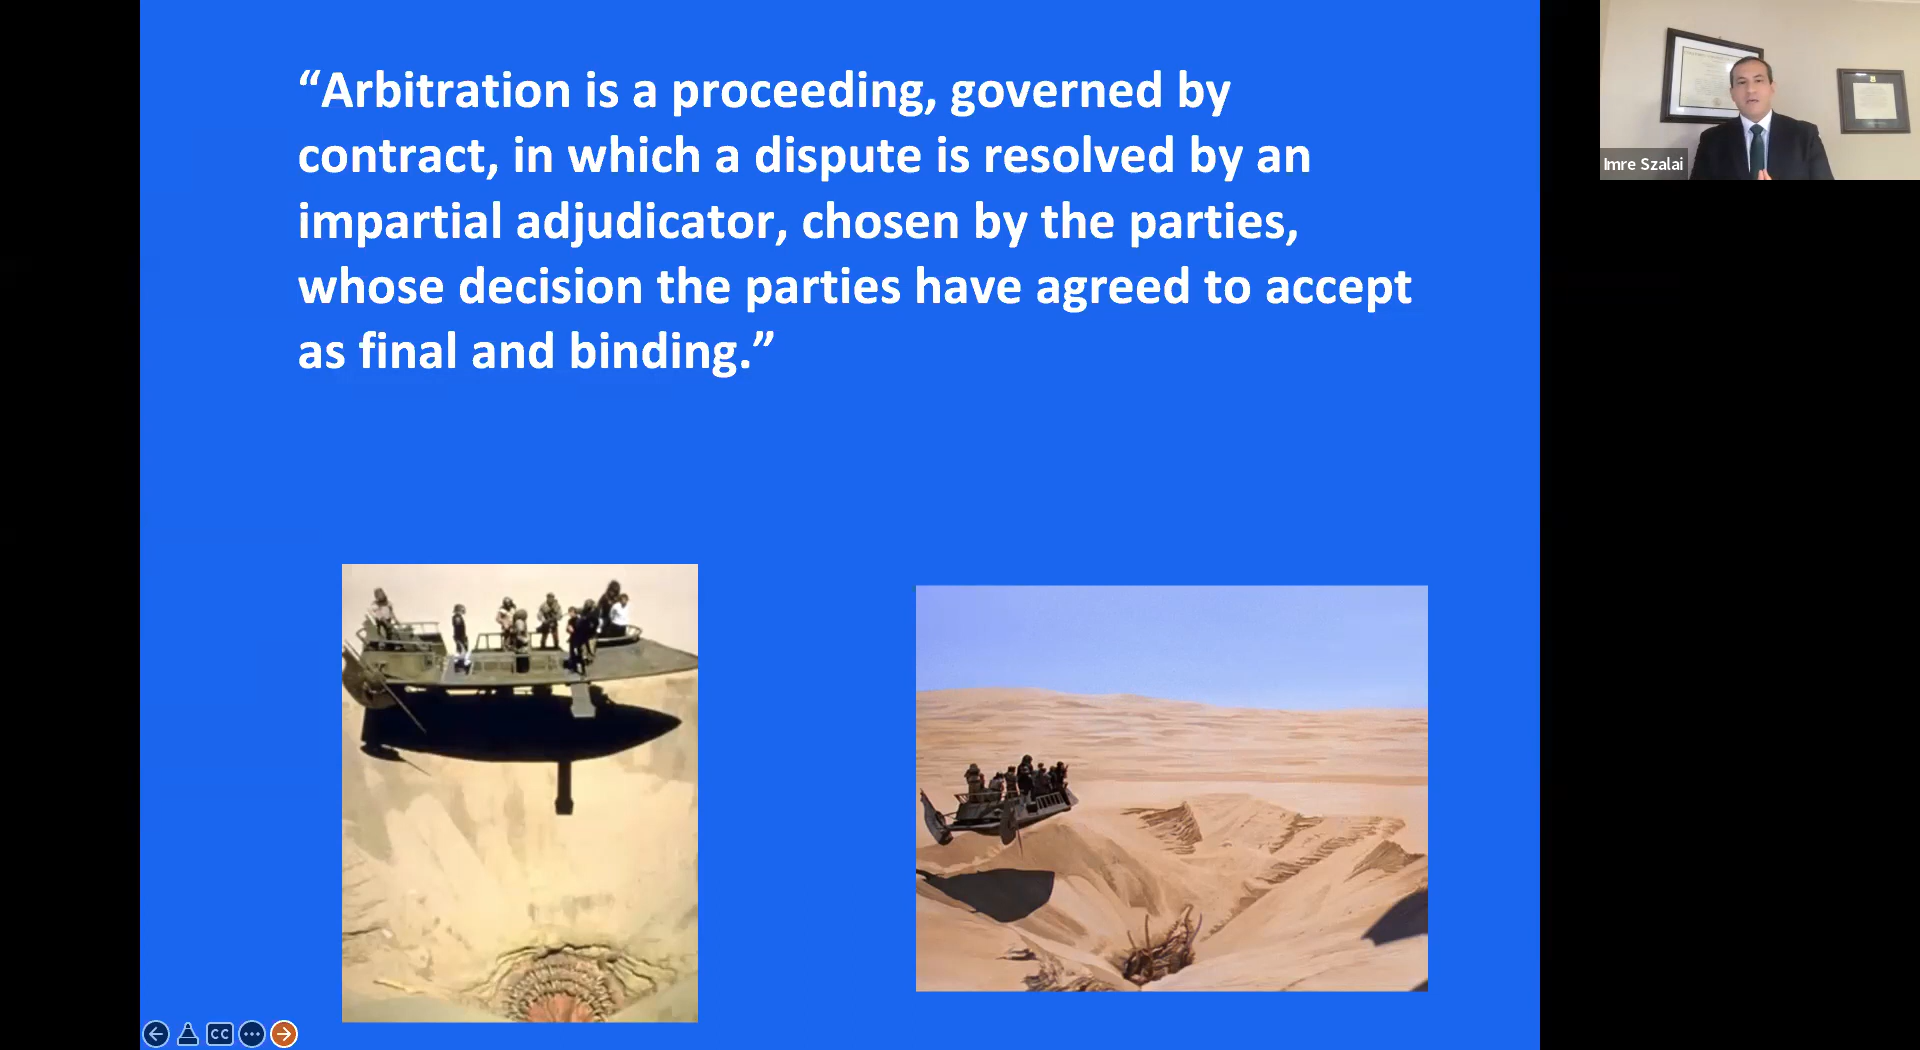 “Arbitration is a proceeding, governed by
contract, in which a dispute is resolved by an
impartial adjudicator, chosen by the parties,
whose decision the parties have agreed to accept
as final and binding.”
Imre Szalai
CC